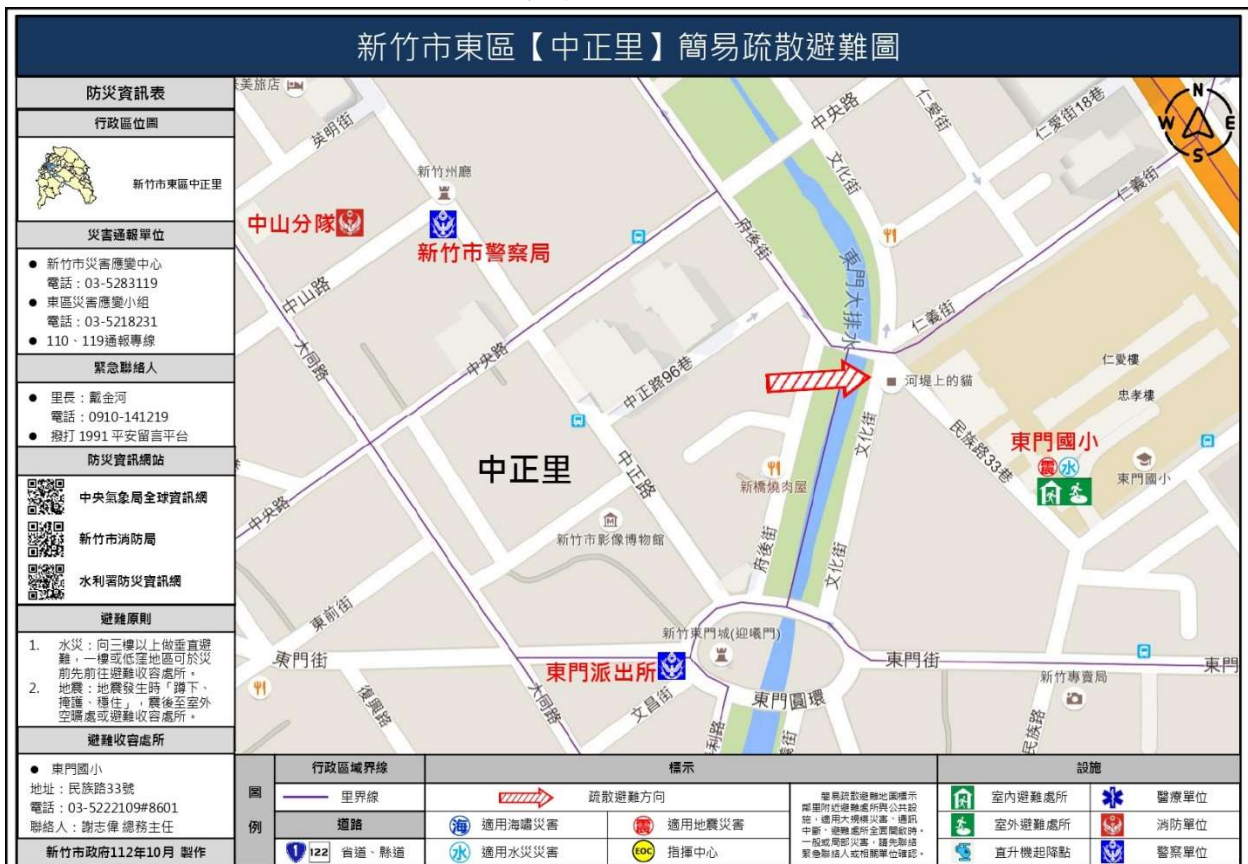 新竹市東區【中正里】簡易疏散避難圖
防災資訊表
行政區位圖
新竹市東區中正里
災害通報單位
● 新竹市災害應變中心
電話：03-5283119
● 東區災害應變小組
電話：03-5218231
● 110、119通報專線
緊急聯絡人
● 里長：戴金河
電話：0910-141219
● 撥打 1991 平安留言平台
防災資訊網站
中央氣象局全球資訊網
新竹市消防局
水利署防災資訊網
避難原則
1. 水災：向三樓以上做垂直避
難，一樓或低窪地區可於災
前先前往避難收容處所。
2. 地震：地震發生時「蹲下、
掩護、穩住」，震後至室外
空曠處或避難收容處所。
避難收容處所
● 東門國小
地址：民族路33號
電話：03-5222109#8601
聯絡人：謝志偉 總務主任
新竹市政府112年10月 製作
美旅店
英明街
中央路
仁愛街
仁愛街18巷
N
W
E
S
新竹州廳
文化街
仁義街
中山分隊
新竹市警察局
府後街
東門大排水
中山路
大同路
中央路
仁義街
中正路96巷
河堤上的貓
仁愛樓
忠孝樓
文化街
民族路33巷
東門國小
震
水
東門國小
中正里
中正路
新橋燒肉屋
中央路
新竹市影像博物館
府後街
文化街
東前街
新竹東門城(迎曦門)
東門街
東門派出所
東門街
東門
新竹專賣局
復興路
大同路
文昌街
東門圓環
民族路
利路
義街
圖例
行政區域界線
里界線
道路
1
122
省道、縣道
標示
疏散避難方向
海
適用海嘯災害
震
適用地震災害
水
適用水災災害
EOC
指揮中心
簡易疏散避難地圖標示
鄰里附近避難處所與公共設
施，適用大規模災害、通訊
中斷、避難處所全面開啟時。
一般或局部災害，請先聯絡
緊急聯絡人或相關單位確認。
設施
室內避難處所
醫療單位
室外避難處所
消防單位
直升機起降點
警察單位